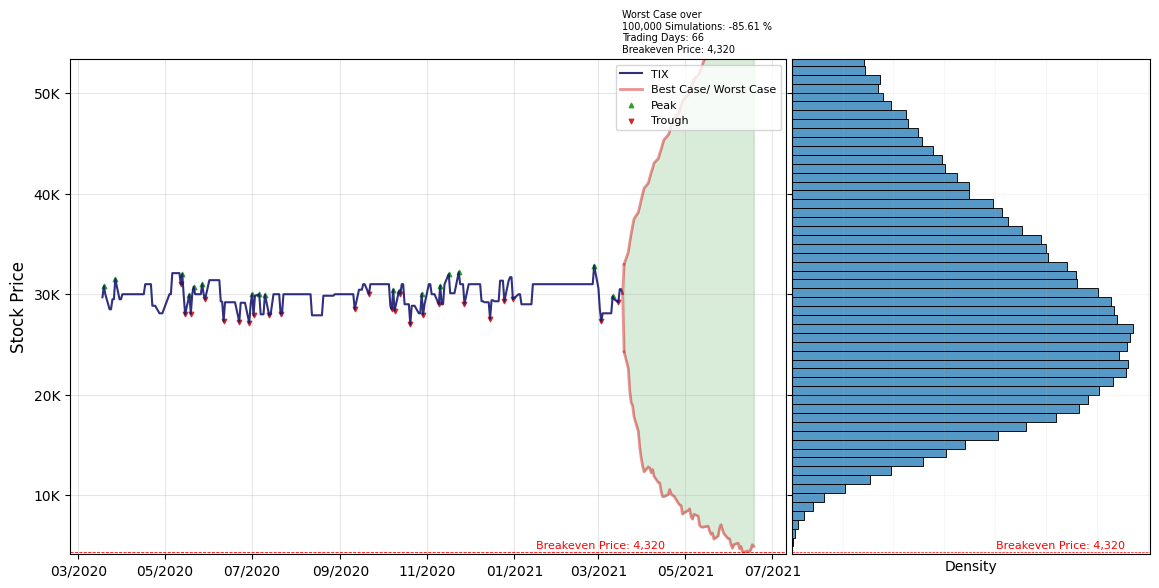 Worst Case over
100,000 Simulations: -85.61 %
Trading Days: 66
Breakeven Price: 4,320
TIX
Best Case/ Worst Case
Peak
Trough
Stock Price
50K
40K
30K
20K
10K
Breakeven Price: 4,320
Breakeven Price: 4,320
03/2020
05/2020
07/2020
09/2020
11/2020
01/2021
03/2021
05/2021
07/2021
Density